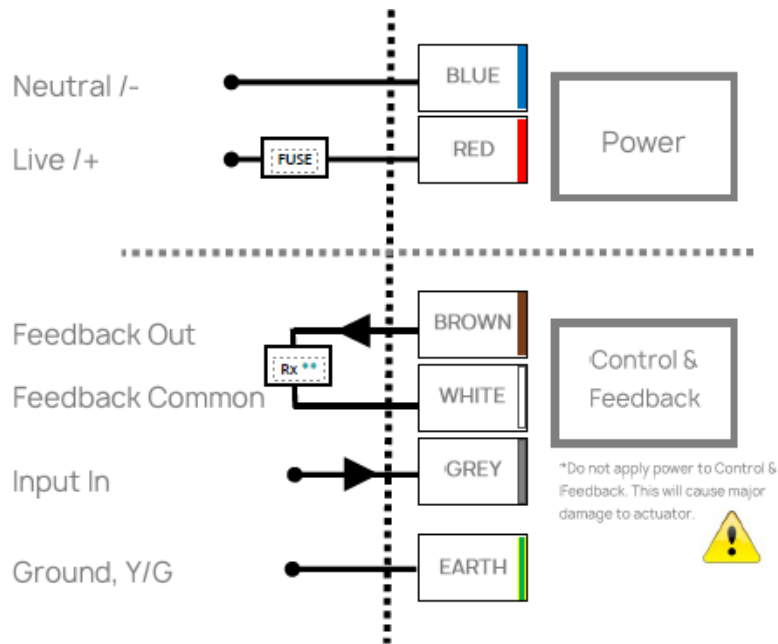 Neutral /-
BLUE
Live /+
FUSE
RED
Power
Feedback Out
BROWN
Rx **
Feedback Common
WHITE
Control &
Feedback
Input In
GREY
*Do not apply power to Control &
Feedback. This will cause major
damage to actuator.
!
Ground, Y/G
EARTH